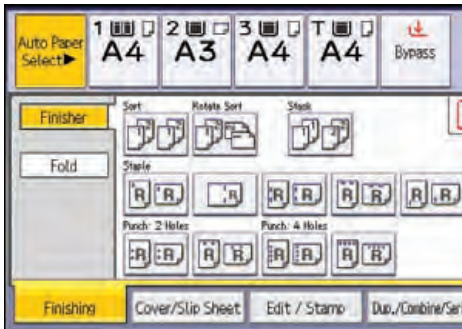 Auto Paper
Select►
1
A4
2
A3
3
A4
T
A4
Bypass
Finisher
Fold
Sort
Rotate Sort
Stack
Staple
Punch: 2 Holes
Punch: 4 Holes
Finishing
Cover/Slip Sheet
Edit / Stamp
Dup./Combine/Ser